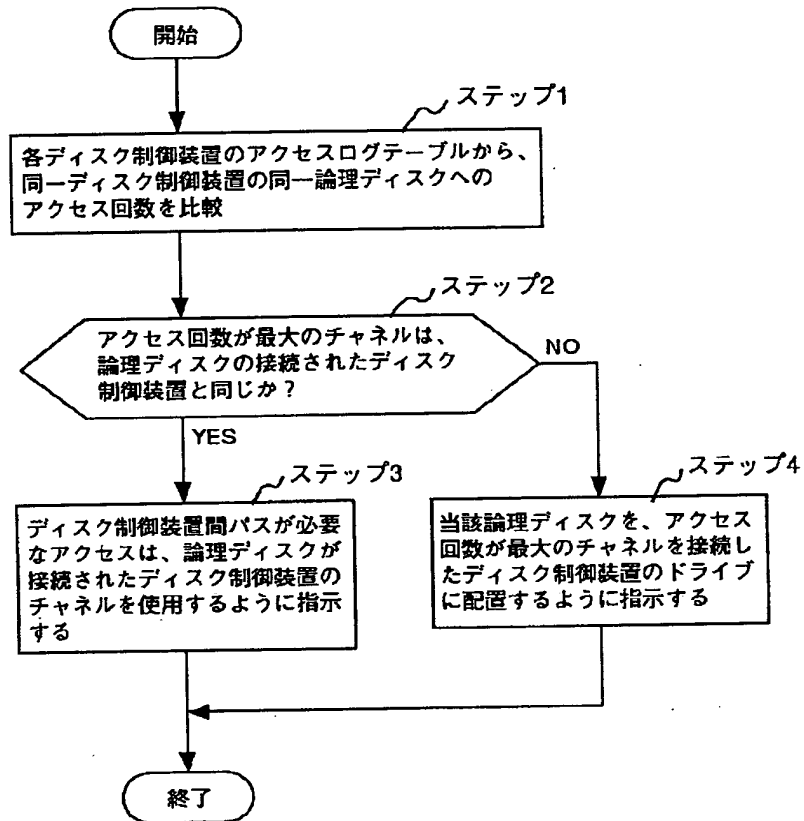 開始
ステップ1
各ディスク制御装置のアクセスログテーブルから、
同一ディスク制御装置の同一論理ディスクへの
アクセス回数を比較
ステップ2
アクセス回数が最大のチャネルは、
論理ディスクの接続されたディスク
制御装置と同じか？
NO
YES
ステップ3
ディスク制御装置間パスが必要
なアクセスは、論理ディスクが
接続されたディスク制御装置の
チャネルを使用するように指示
する
ステップ4
当該論理ディスクを、アクセス
回数が最大のチャネルを接続し
たディスク制御装置のドライブ
に配置するように指示する
終了